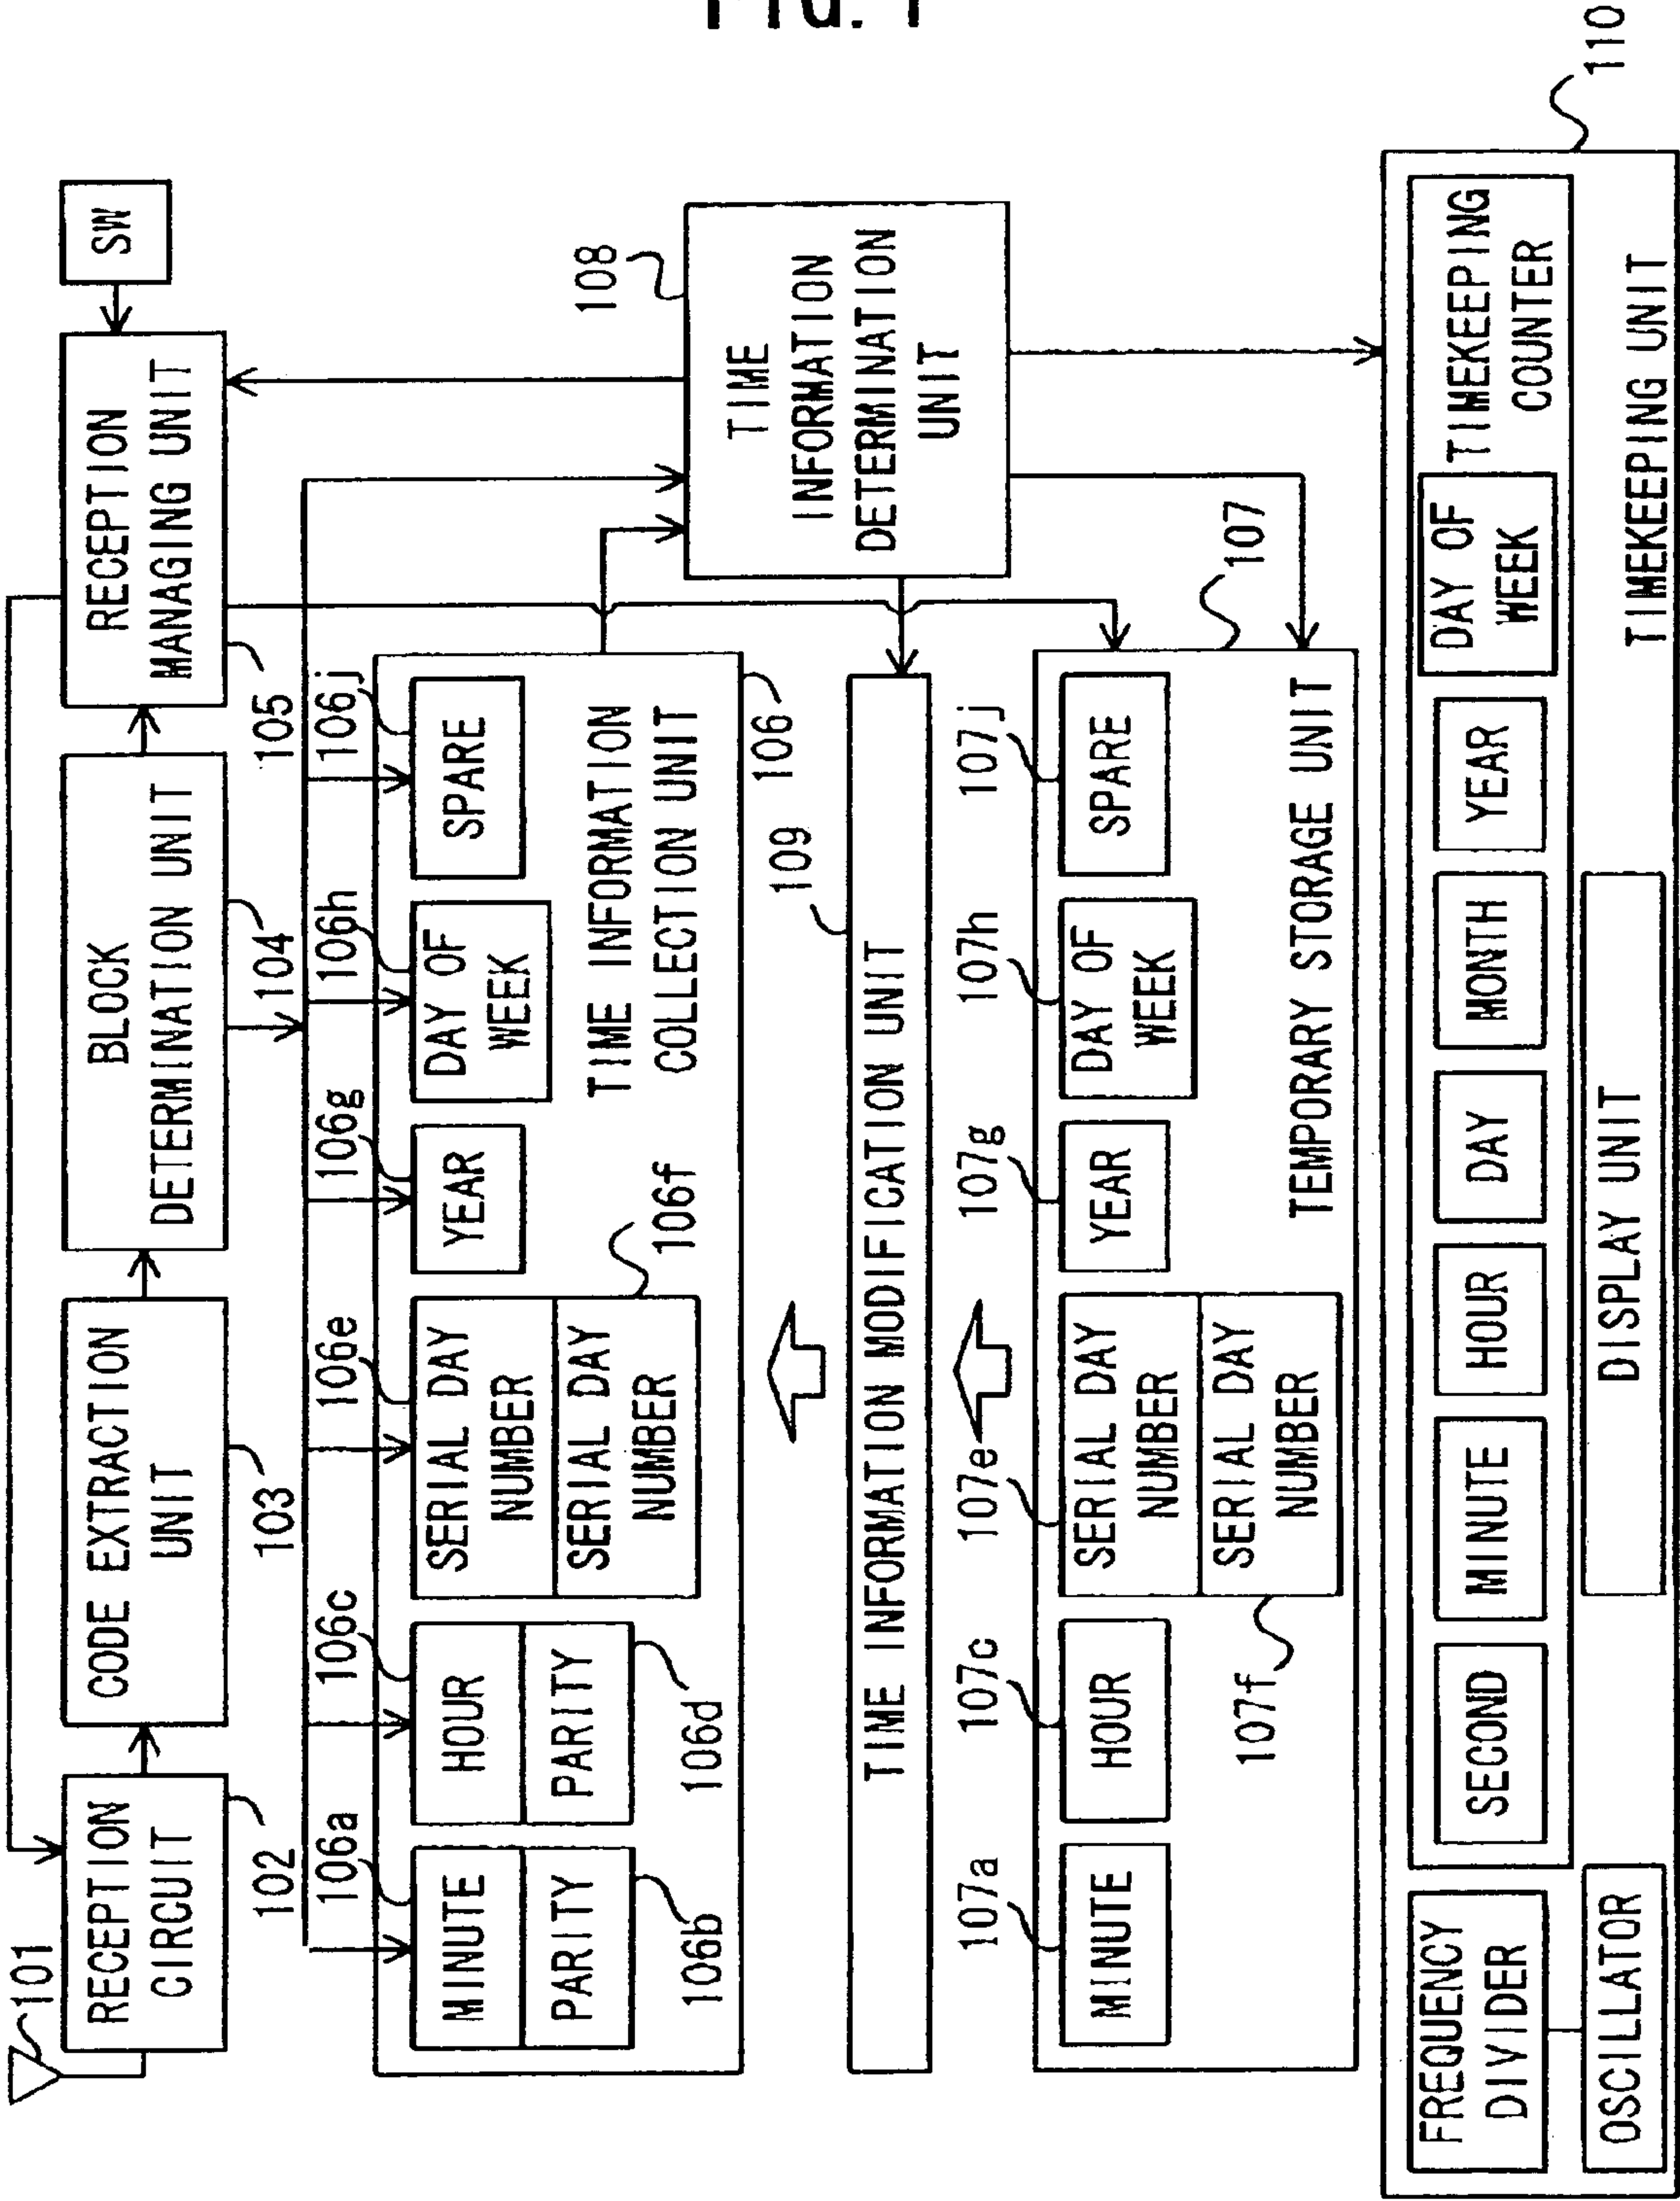 FIG. 1
101
RECEPTION
CIRCUIT
102
CODE EXTRACTION
UNIT
103
BLOCK
DETERMINATION UNIT
104
RECEPTION
MANAGING UNIT
105
SW
106a
106c
106e
106g
106h
106j
MINUTE
PARITY
106b
HOUR
PARITY
106d
SERIAL DAY
NUMBER
SERIAL DAY
NUMBER
106f
YEAR
DAY OF
WEEK
SPARE
TIME INFORMATION
COLLECTION UNIT
106
108
TIME
INFORMATION
DETERMINATION
UNIT
109
TIME INFORMATION MODIFICATION UNIT
107a
107c
107e
107g
107h
107j
107
MINUTE
HOUR
SERIAL DAY
NUMBER
SERIAL DAY
NUMBER
107f
YEAR
DAY OF
WEEK
SPARE
TEMPORARY STORAGE UNIT
110
FREQUENCY
DIVIDER
OSCILLATOR
SECOND
MINUTE
HOUR
DAY
MONTH
YEAR
DAY OF
WEEK
TIMEKEEPING
COUNTER
DISPLAY UNIT
TIMEKEEPING UNIT